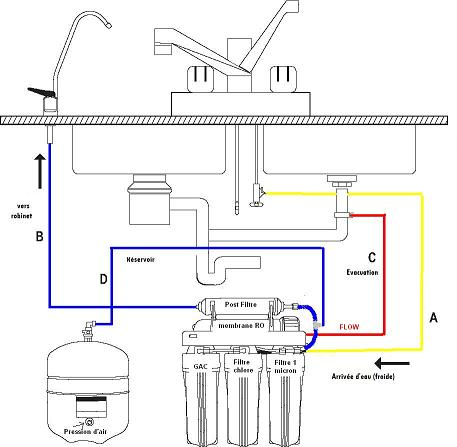 vers
robinet
B
D
Réservoir
C
Evacuation
A
Post Filtre
membrane RO
FLOW
GAC
Filtre
chlore
Filtre 1
micron
Arrivée d'eau (froide)
Pression d'air